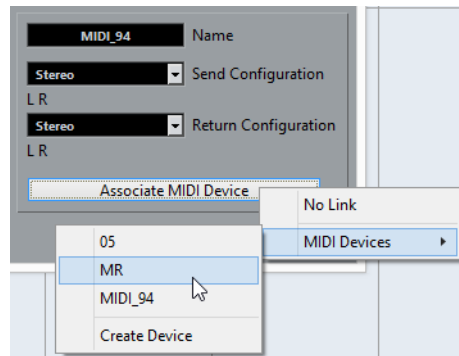 MIDI_94 Name
Stereo Send Configuration
L R
Stereo Return Configuration
L R
Associate MIDI Device
No Link
MIDI Devices
05
MR
MIDI_94
Create Device